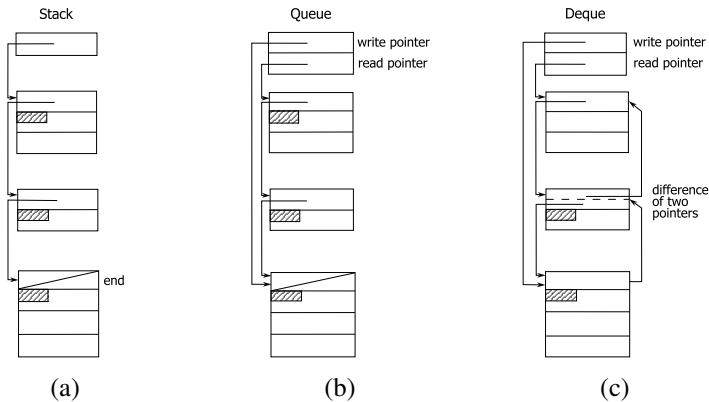 Stack
Queue
Deque
write pointer
read pointer
write pointer
read pointer
difference
of two
pointers
end
(a)
(b)
(c)